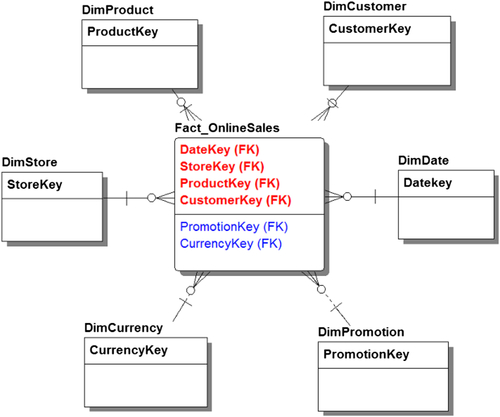 DimProduct
ProductKey
DimCustomer
CustomerKey
Fact_OnlineSales
DateKey (FK)
StoreKey (FK)
ProductKey (FK)
CustomerKey (FK)
PromotionKey (FK)
CurrencyKey (FK)
DimStore
StoreKey
DimDate
Datekey
DimCurrency
CurrencyKey
DimPromotion
PromotionKey